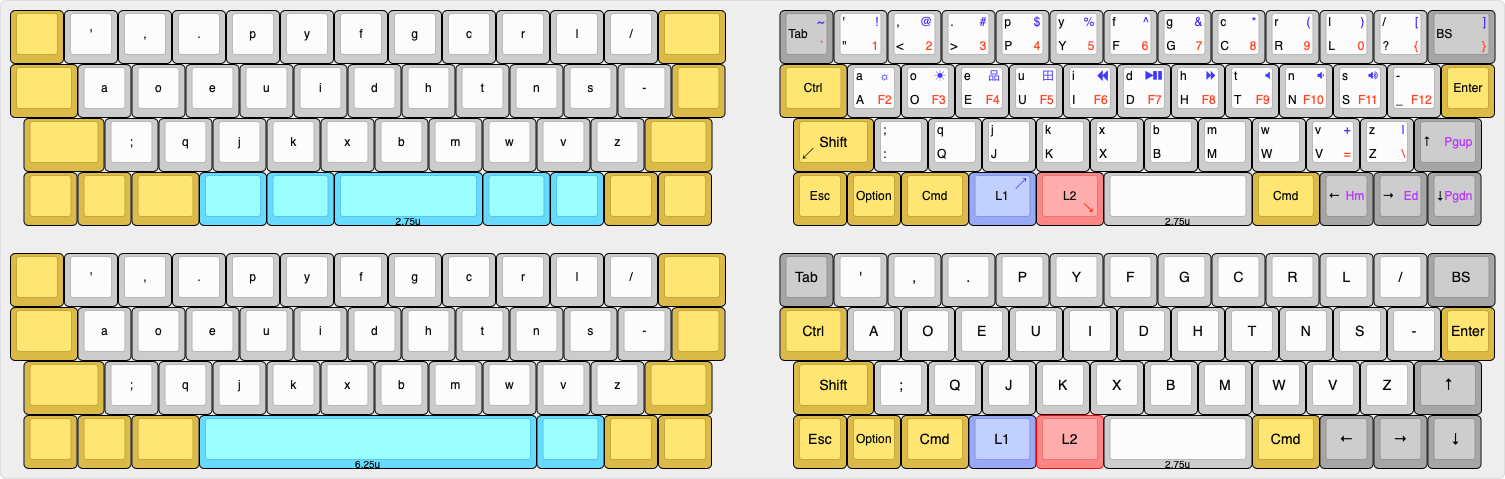 ' , . p y f g c r l /
a o e u i d h t n s -
; q j k x b m w v z
2.75u
Tab ~ ` ' ! , @ . # p $ y % f ^ g & c * r ( l ) / [ BS ]
" 1 < 2 > 3 P 4 Y 5 F 6 G 7 C 8 R 9 L 0 ? { }
Ctrl a o e u i d h t n s - Enter
A F2 O F3 E F4 U F5 I F6 D F7 H F8 T F9 N F10 S F11 _ F12
Shift ; q j k x b m w v + z | ↑ Pgup
↙ : Q J K X B M W V = Z \
Esc Option Cmd L1 ↗ L2 ↘ Cmd ← Hm → Ed ↓ Pgdn
2.75u
' , . p y f g c r l /
a o e u i d h t n s -
; q j k x b m w v z
6.25u
Tab ' , . P Y F G C R L / BS
Ctrl A O E U I D H T N S - Enter
Shift ; Q J K X B M W V Z ↑
Esc Option Cmd L1 L2 Cmd ← → ↓
2.75u